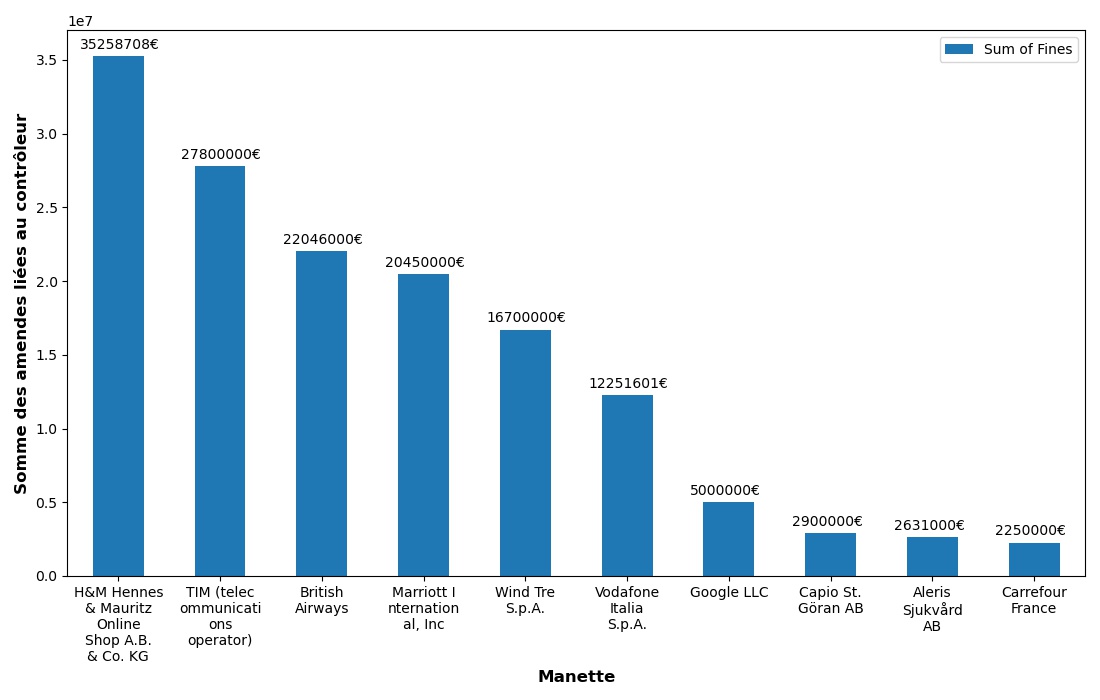 1e7
35258708€
27800000€
22046000€
20450000€
16700000€
12251601€
5000000€
2900000€
2631000€
2250000€
Sum of Fines
3.5
3.0
2.5
2.0
1.5
1.0
0.5
0.0
Somme des amendes liées au contrôleur
H&M Hennes
& Mauritz
Online
Shop A.B.
& Co. KG
TIM (telec
ommunicati
ons
operator)
British
Airways
Marriott I
nternation
al, Inc
Wind Tre
S.p.A.
Vodafone
Italia
S.p.A.
Google LLC
Capio St.
Göran AB
Aleris
Sjukvård
AB
Carrefour
France
Manette